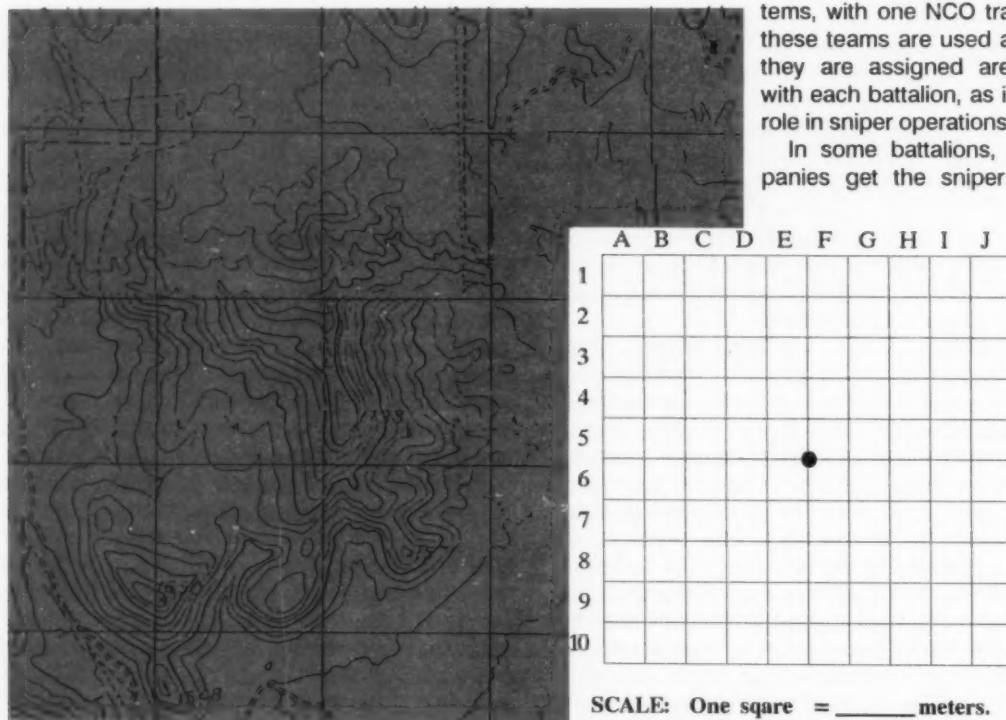 tems, with one NCO tra
these teams are used a
they are assigned are
with each battalion, as i
role in sniper operations
In some battalions,
panies get the sniper
A B C D E F G H I J
1
2
3
4
5
6
7
8
9
10
SCALE: One sqare = ______ meters.